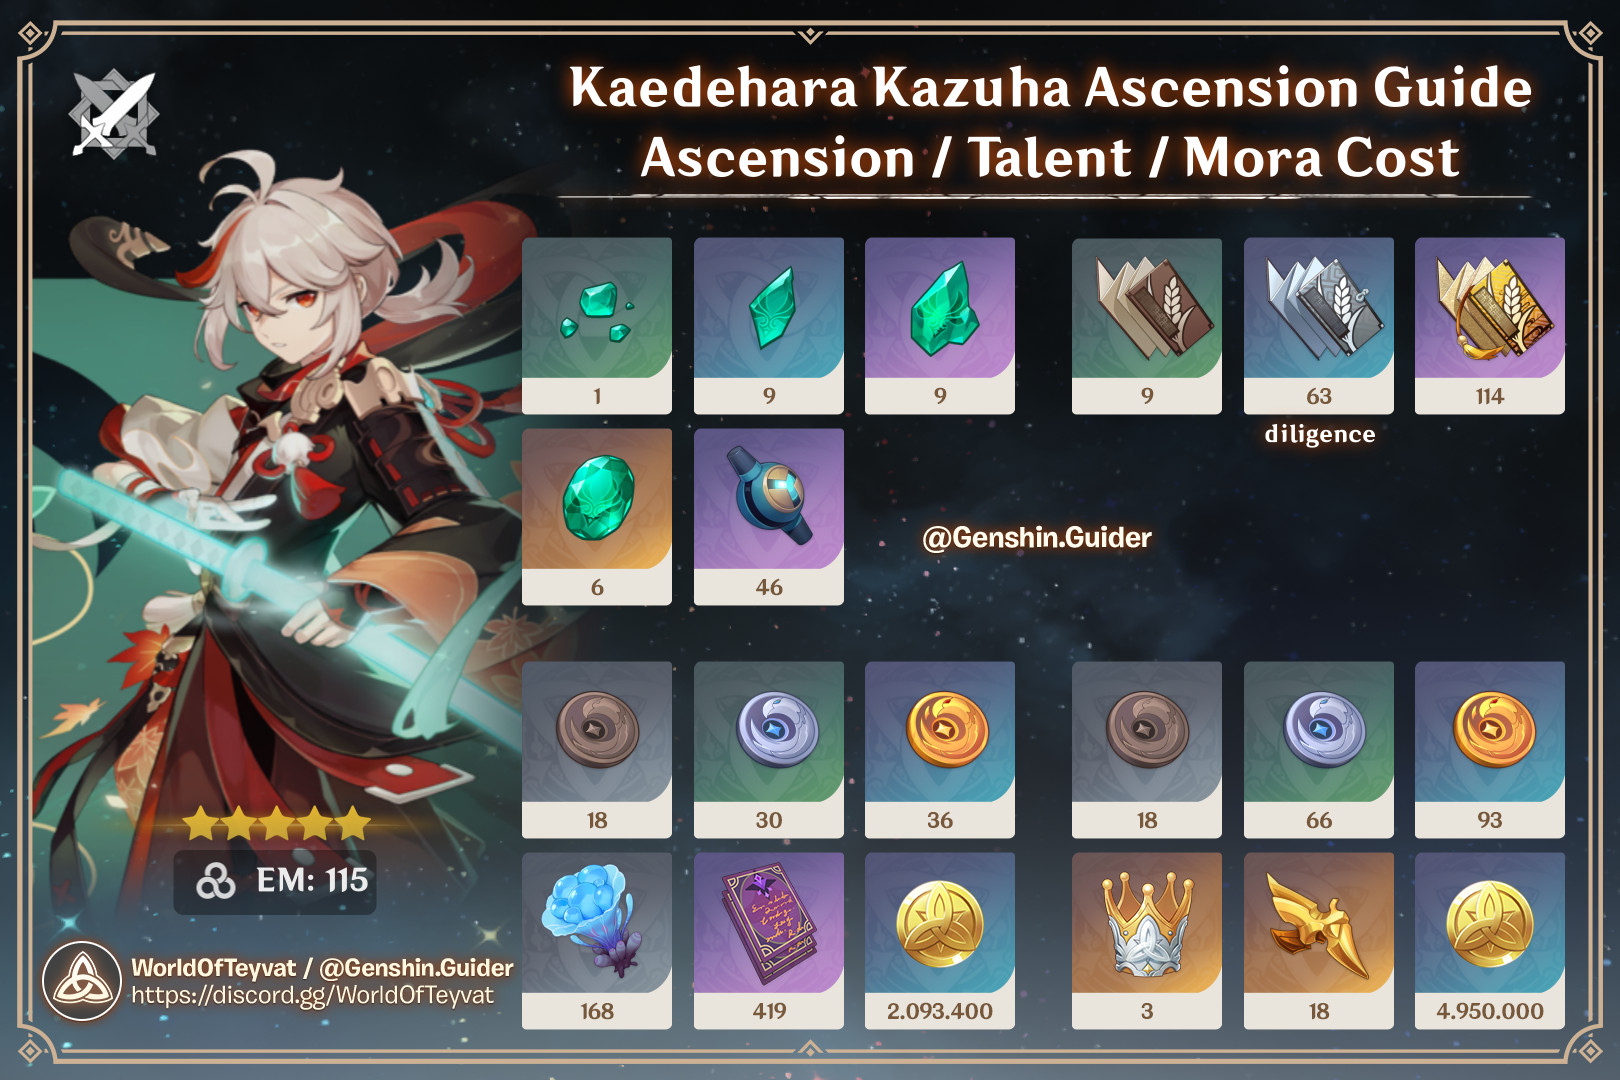 Kaedehara Kazuha Ascension Guide
Ascension / Talent / Mora Cost
1
9
9
9
63
114
diligence
6
46
@Genshin.Guider
18
30
36
18
66
93
EM: 115
168
419
2.093.400
3
18
4.950.000
WorldOfTeyvat / @Genshin.Guider
https://discord.gg/WorldOfTeyvat